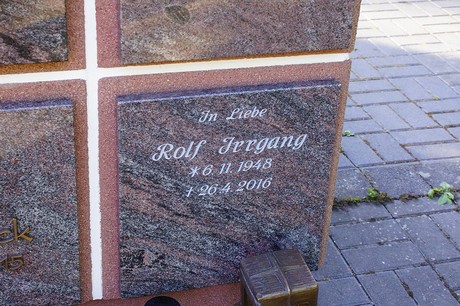 In Liebe
Rolf Irrgang
*6.11.1948
†26.4.2016